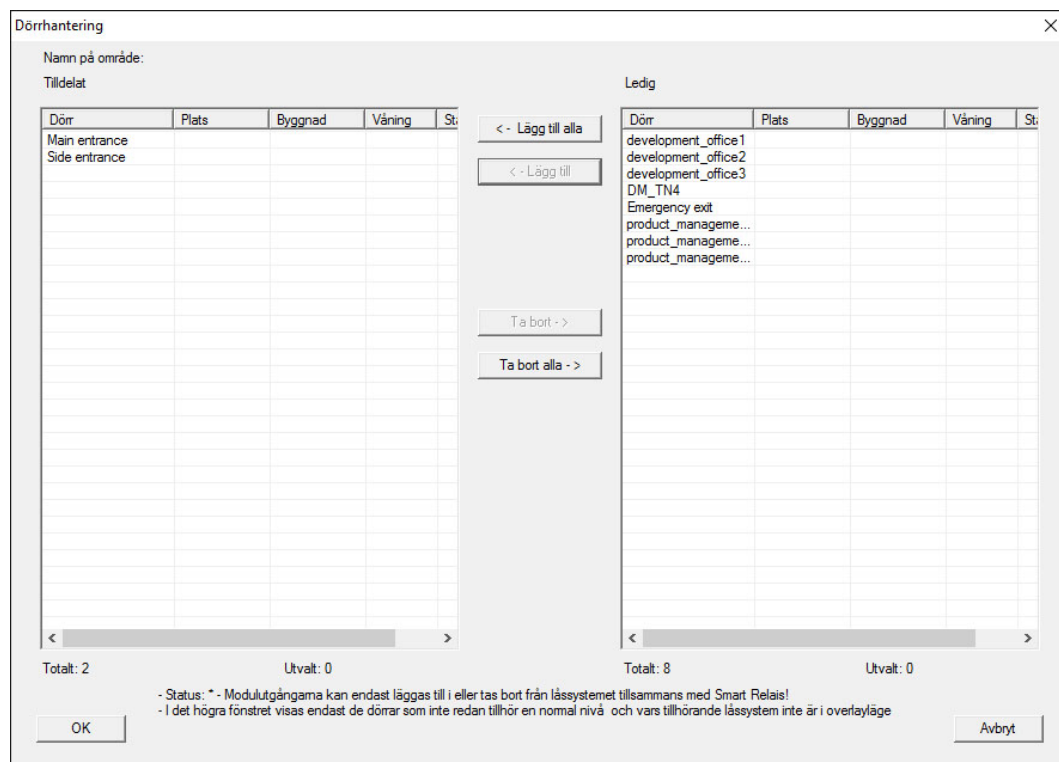 Dörrhantering
Namn på område:
Tilldelat
Ledig
Dörr Plats Byggnad Våning
Main entrance
Side entrance
< - Lägg till alla
< - Lägg till
Ta bort - >
Ta bort alla - >
Dörr Plats Byggnad Våning
development_office1
development_office2
development_office3
DM_TN4
Emergency exit
product_manageme...
product_manageme...
product_manageme...
Totalt: 2 Utvalt: 0
Totalt: 8 Utvalt: 0
- Status: * - Modulutgångarna kan endast läggas till i eller tas bort från låssystemet tillsammans med Smart Relais!
- I det högra fönstret visas endast de dörrar som inte redan tillhör en normal nivå och vars tillhörande låssystem inte är i overlayläge
OK
Avbryt